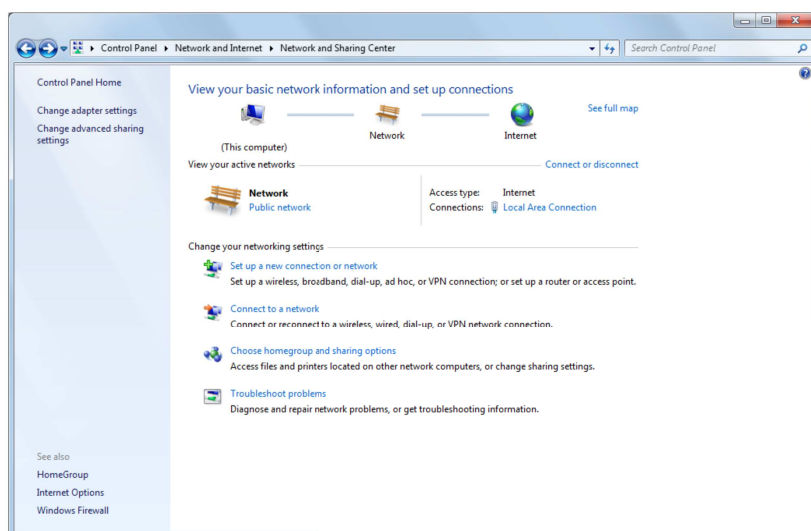 Control Panel ▸ Network and Internet ▸ Network and Sharing Center
Search Control Panel
Control Panel Home
Change adapter settings
Change advanced sharing
settings
See also
HomeGroup
Internet Options
Windows Firewall
View your basic network information and set up connections
See full map
(This computer)
Network
Internet
View your active networks
Connect or disconnect
Network
Public network
Access type: Internet
Connections: Local Area Connection
Change your networking settings
Set up a new connection or network
Set up a wireless, broadband, dial-up, ad hoc, or VPN connection; or set up a router or access point.
Connect to a network
Connect or reconnect to a wireless, wired, dial-up, or VPN network connection.
Choose homegroup and sharing options
Access files and printers located on other network computers, or change sharing settings.
Troubleshoot problems
Diagnose and repair network problems, or get troubleshooting information.